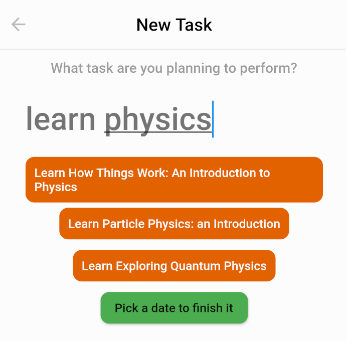 New Task
What task are you planning to perform?
learn physics
Learn How Things Work: An Introduction to
Physics
Learn Particle Physics: an Introduction
Learn Exploring Quantum Physics
Pick a date to finish it